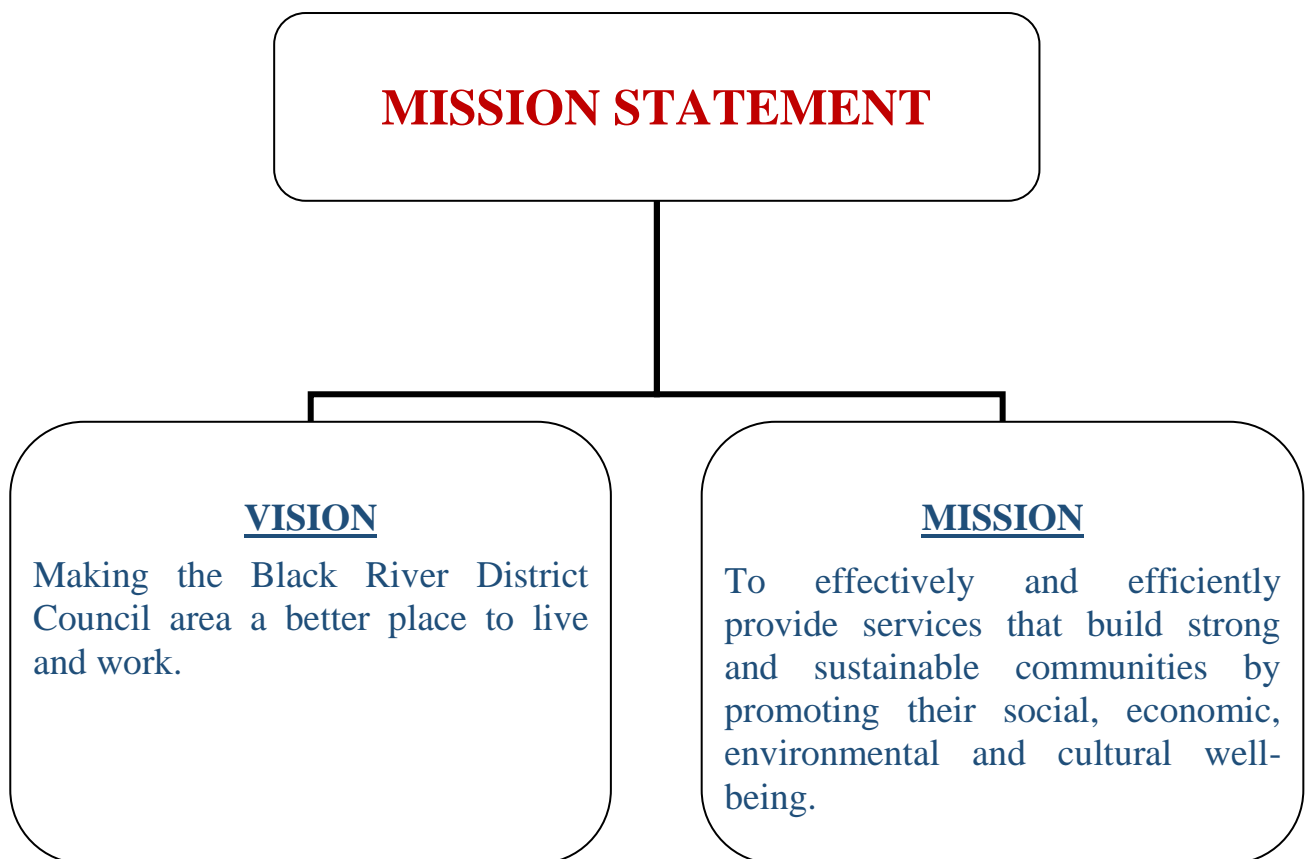 MISSION STATEMENT
VISION
Making the Black River District
Council area a better place to live
and work.
MISSION
To effectively and efficiently
provide services that build strong
and sustainable communities by
promoting their social, economic,
environmental and cultural well-
being.